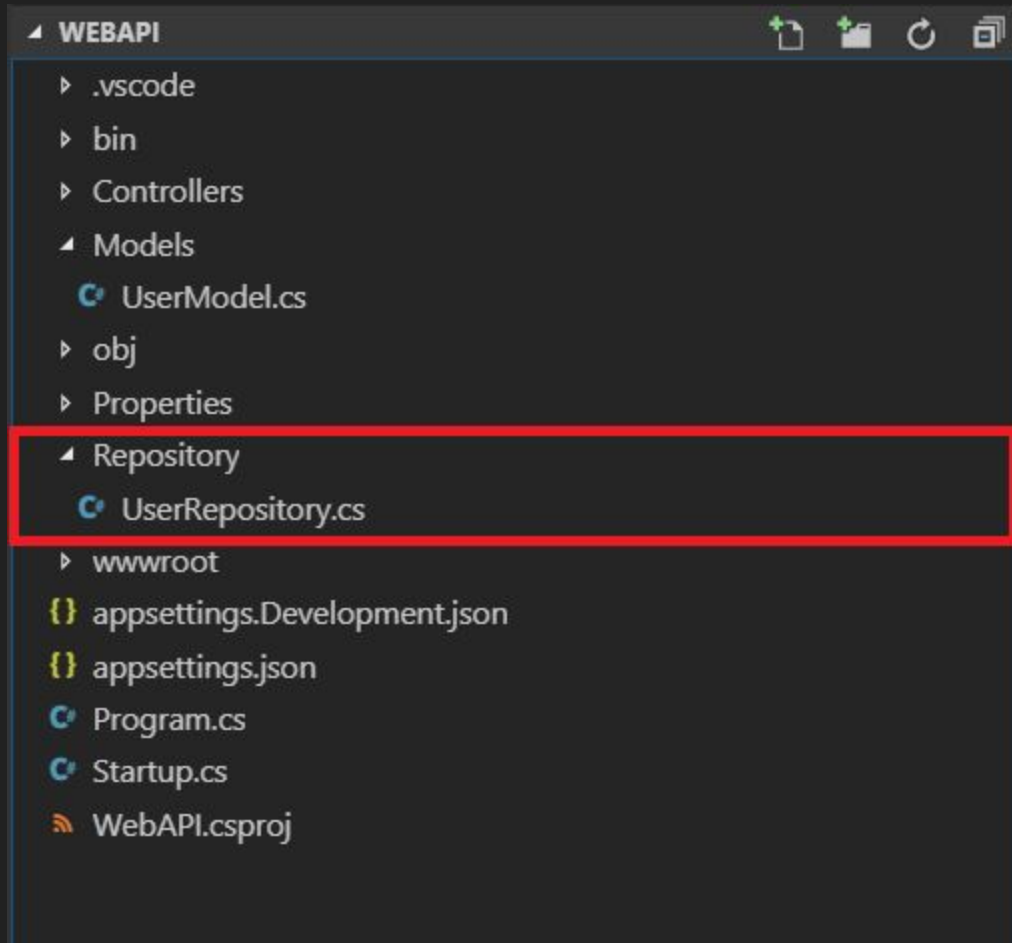 WEBAPI
.vscode
bin
Controllers
Models
UserModel.cs
obj
Properties
Repository
UserRepository.cs
wwwroot
appsettings.Development.json
appsettings.json
Program.cs
Startup.cs
WebAPI.csproj